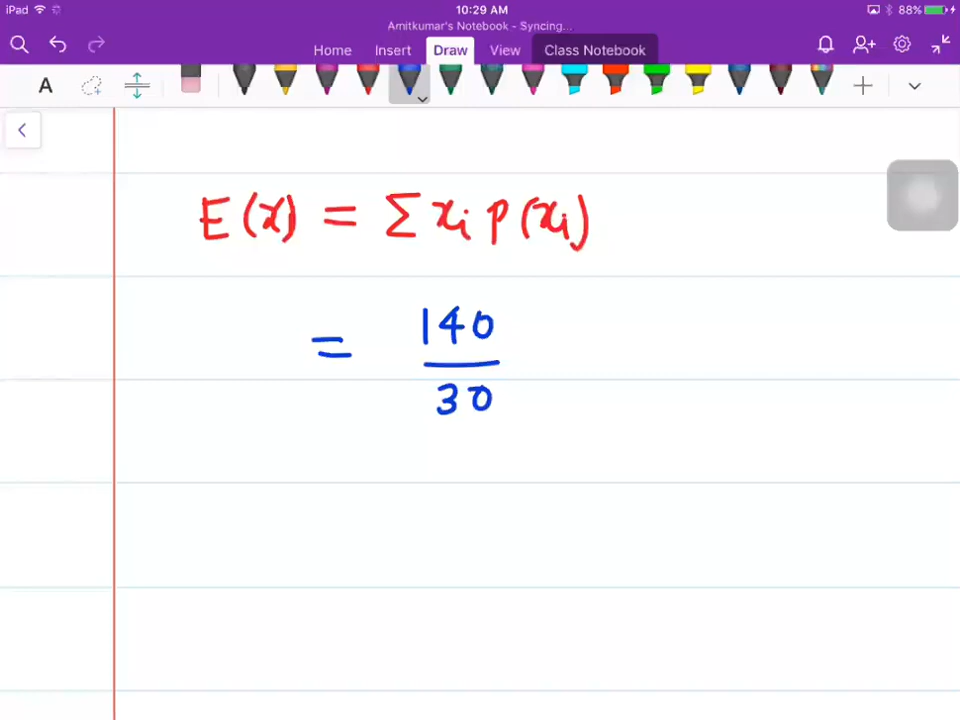 iPad 10:29 AM 88%
Amitkumar's Notebook - Syncing...
Home Insert Draw View Class Notebook
A
E(x) = Σ xi p(xi)
= 140
30